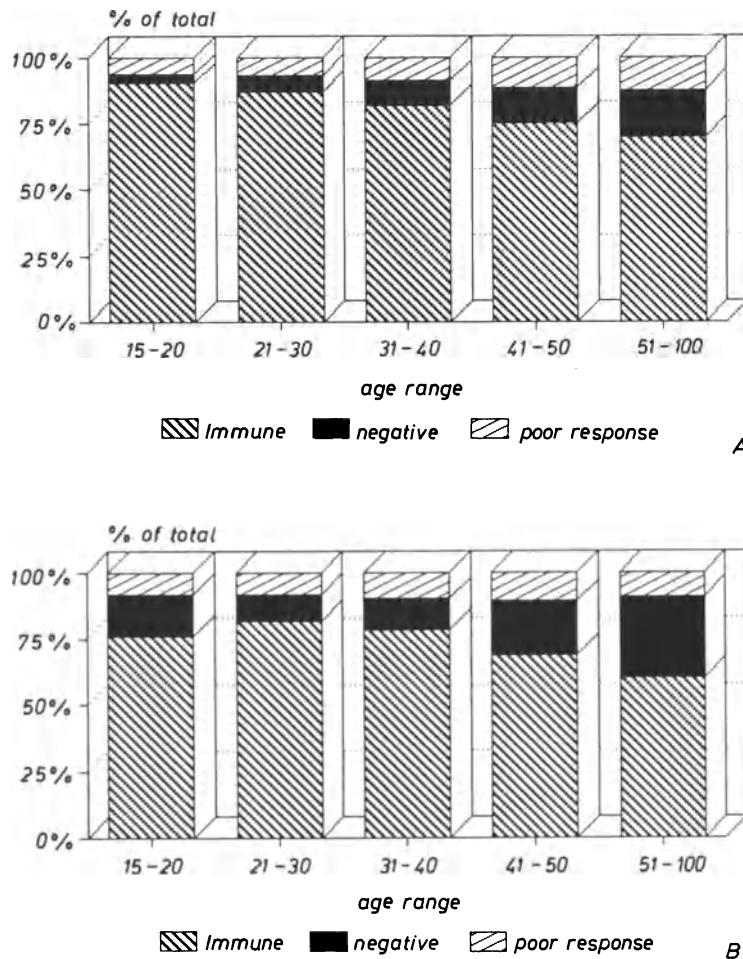 % of total
100%
75%
50%
25%
0%
15-20 21-30 31-40 41-50 51-100
age range
Immune negative poor response
A
% of total
100%
75%
50%
25%
0%
15-20 21-30 31-40 41-50 51-100
age range
Immune negative poor response
B